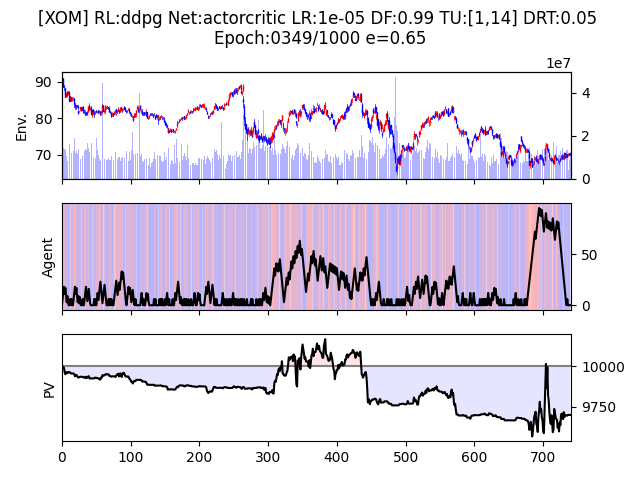 [XOM] RL:ddpg Net:actorcritic LR:1e-05 DF:0.99 TU:[1,14] DRT:0.05
Epoch:0349/1000 e=0.65
1e7
Env.
90
80
70
4
2
0
Agent
50
0
PV
10000
9750
0 100 200 300 400 500 600 700